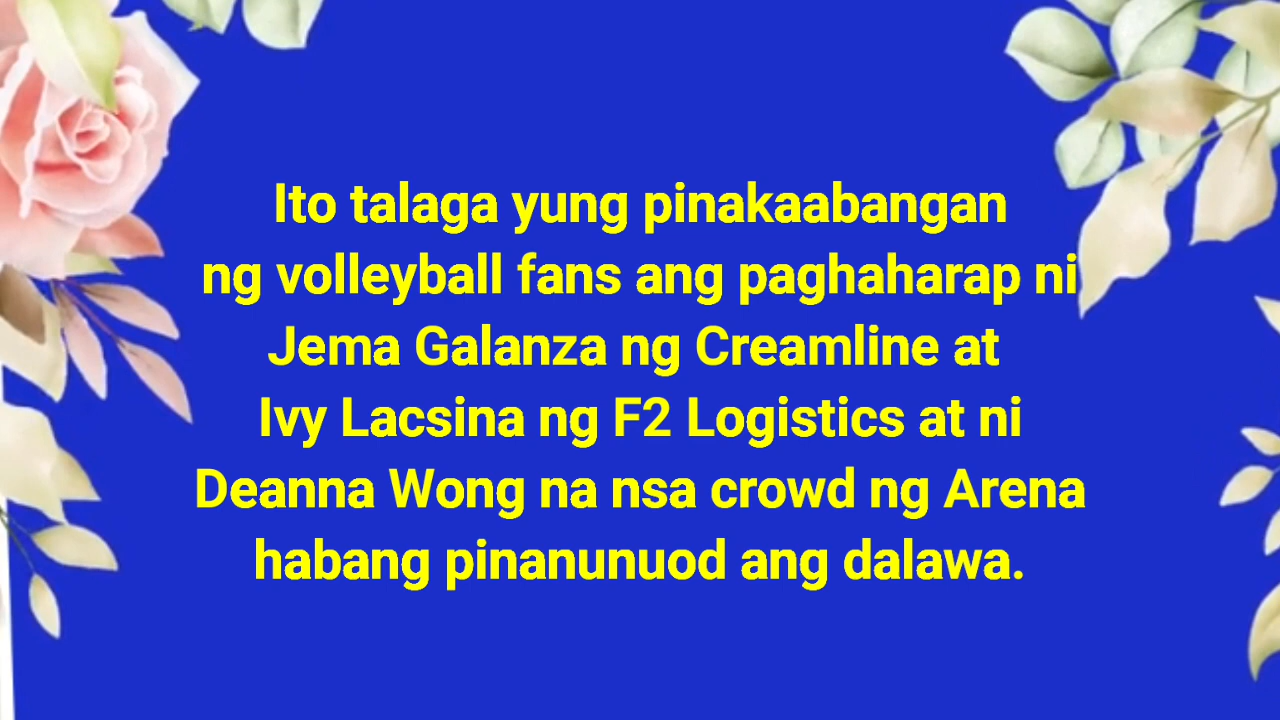 Ito talaga yung pinakaabangan
ng volleyball fans ang paghaharap ni
Jema Galanza ng Creamline at
Ivy Lacsina ng F2 Logistics at ni
Deanna Wong na nsa crowd ng Arena
habang pinanunuod ang dalawa.